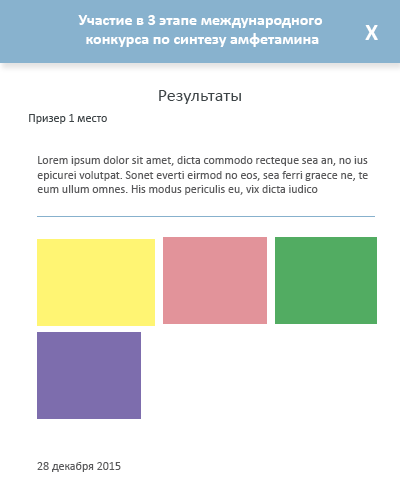 Участие в 3 этапе международного
конкурса по синтезу амфетамина
X
Результаты
Призер 1 место
Lorem ipsum dolor sit amet, dicta commodo recteque sea an, no ius
epicurei volutpat. Sonet everti eirmod no eos, sea ferri graece ne, te
eum ullum omnes. His modus periculis eu, vix dicta iudico
28 декабря 2015